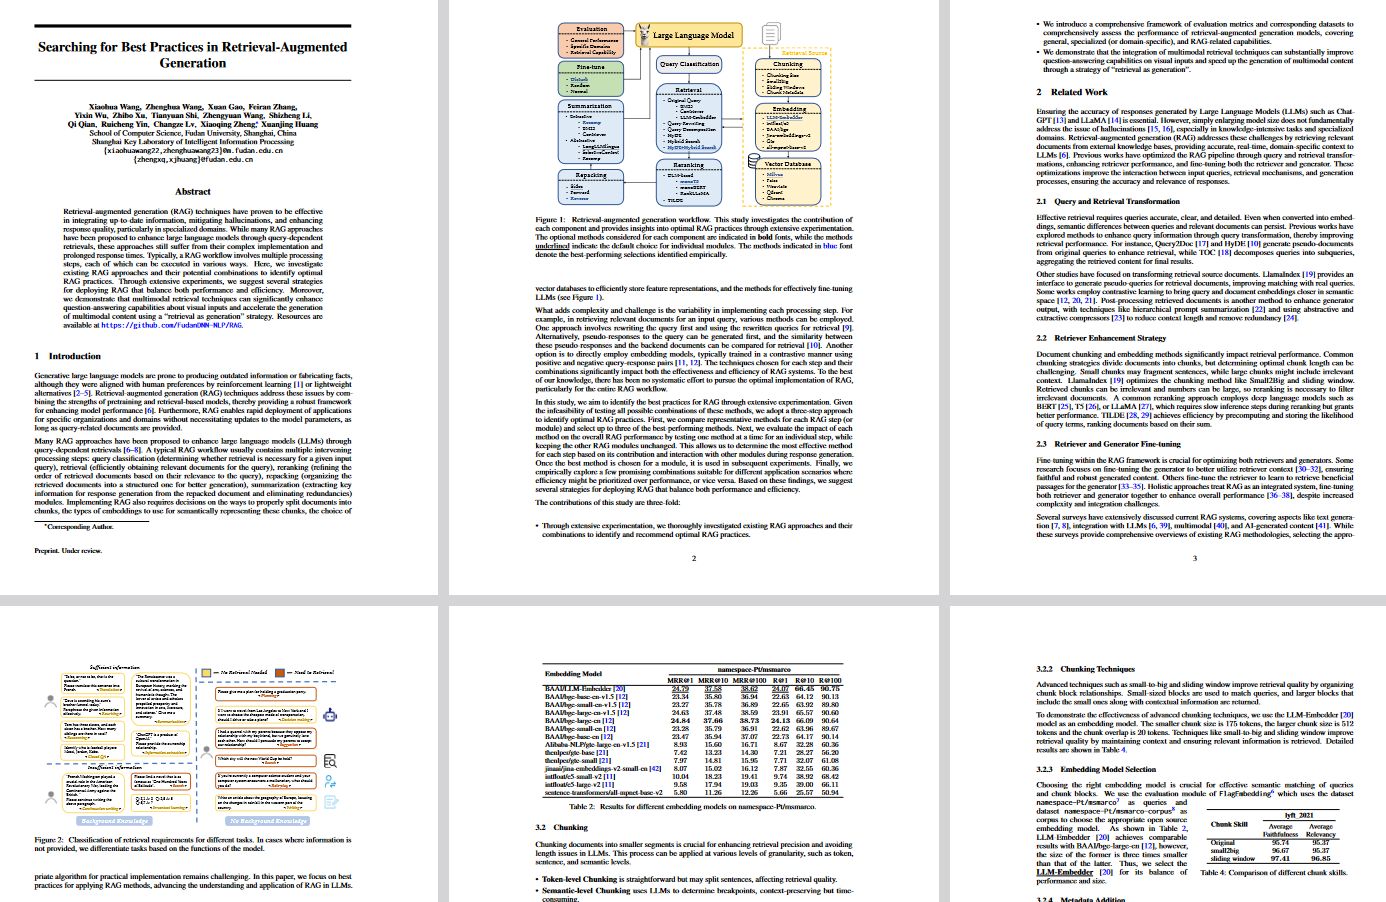 Searching for Best Practices in Retrieval-Augmented
Generation
Xiaohua Wang, Zhenghua Wang, Xuan Gao, Feiran Zhang,
Yixin Wu, Zhibo Xu, Tianyuan Shi, Zhengyuan Wang, Shizheng Li,
Qi Qian, Ruicheng Yin, Changze Lv, Xiaoqing Zheng,* Xuanjing Huang
School of Computer Science, Fudan University, Shanghai, China
Shanghai Key Laboratory of Intelligent Information Processing
{xiaohuawang22,zhenghuawang23}@m.fudan.edu.cn
{zhengxq,xjhuang}@fudan.edu.cn
Abstract
Retrieval-augmented generation (RAG) techniques have proven to be effective
in integrating up-to-date information, mitigating hallucinations, and enhancing
response quality, particularly in specialized domains. While many RAG approaches
have been proposed to enhance large language models through query-dependent
retrievals, these approaches still suffer from their complex implementation and
prolonged response times. Typically, a RAG workflow involves multiple processing
steps, each of which can be executed in various ways. Here, we investigate
existing RAG approaches and their potential combinations to identify optimal
RAG practices. Through extensive experiments, we suggest several strategies
for deploying RAG that balance both performance and efficiency. Moreover,
we demonstrate that multimodal retrieval techniques can significantly enhance
question-answering capabilities about visual inputs and accelerate the generation
of multimodal content using a "retrieval as generation" strategy. Resources are
available at https://github.com/FudanDNN-NLP/RAG.
1 Introduction
Generative large language models are prone to producing outdated information or fabricating facts,
although they were aligned with human preferences by reinforcement learning [1] or lightweight
alternatives [2–5]. Retrieval-augmented generation (RAG) techniques address these issues by com-
bining the strengths of pretraining and retrieval-based models, thereby providing a robust framework
for enhancing model performance [6]. Furthermore, RAG enables rapid deployment of applications
for specific organizations and domains without necessitating updates to the model parameters, as
long as query-related documents are provided.
Many RAG approaches have been proposed to enhance large language models (LLMs) through
query-dependent retrievals [6–8]. A typical RAG workflow usually contains multiple intervening
processing steps: query classification (determining whether retrieval is necessary for a given input
query), retrieval (efficiently obtaining relevant documents for the query), reranking (refining the
order of retrieved documents based on their relevance to the query), repacking (organizing the
retrieved documents into a structured one for better generation), summarization (extracting key
information for response generation from the repacked document and eliminating redundancies)
modules. Implementing RAG also requires decisions on the ways to properly split documents into
chunks, the types of embeddings to use for semantically representing these chunks, the choice of
*Corresponding Author.
Preprint. Under review.
Evaluation
General Performance
Specific Domains
Retrieval Capability
Large Language Model
Fine-tune
Disturb
Random
Normal
Query Classification
Retrieval Source
Chunking
Chunking Size
Small2Big
Sliding Windows
Chunk Metadata
Summarization
Extractive
Recomp
BM25
Contriever
Abstractive
LongLLMlingua
SelectiveContext
Recomp
Retrieval
Original Query
BM25
Contriever
LLM-Embedder
Query Rewriting
Query Decomposition
HyDE
Hybrid Search
HyDE+Hybrid Search
Embedding
LLM-Embedder
Vector Database
Milvus
Faiss
Weaviate
Qdrant
Chroma
Repacking
Sides
Forward
Reverse
Reranking
DLM-based
monoT5
monoBERT
RankLLaMA
TILDE
Figure 1: Retrieval-augmented generation workflow. This study investigates the contribution of
each component and provides insights into optimal RAG practices through extensive experimentation.
The optional methods considered for each component are indicated in bold fonts, while the methods
underlined indicate the default choice for individual modules. The methods indicated in blue font
denote the best-performing selections identified empirically.
vector databases to efficiently store feature representations, and the methods for effectively fine-tuning
LLMs (see Figure 1).
What adds complexity and challenge is the variability in implementing each processing step. For
example, in retrieving relevant documents for an input query, various methods can be employed.
One approach involves rewriting the query first and using the rewritten queries for retrieval [9].
Alternatively, pseudo-responses to the query can be generated first, and the similarity between
these pseudo responses and the backend documents can be compared for retrieval [10]. Another
option is to directly employ embedding models, typically trained in a contrastive manner using
positive and negative query-response pairs [11, 12]. The techniques chosen for each step and their
combinations significantly impact both the effectiveness and efficiency of RAG systems. To the best
of our knowledge, there has been no systematic effort to pursue the optimal implementation of RAG,
particularly for the entire RAG workflow.
In this study, we aim to identify the best practices for RAG through extensive experimentation. Given
the infeasibility of testing all possible combinations of these methods, we adopt a three-step approach
to identify optimal RAG practices. First, we compare representative methods for each RAG step (or
module) and select up to three of the best-performing methods. Next, we evaluate the impact of each
method on the overall RAG performance by testing one method at a time for an individual step, while
keeping the other RAG modules unchanged. This allows us to determine the most effective method
for each step based on its contribution and interaction with other modules during response generation.
Once the best method is chosen for a module, it is used in subsequent experiments. Finally, we
empirically explore a few promising combinations suitable for different application scenarios where
efficiency might be prioritized over performance, or vice versa. Based on these findings, we suggest
several strategies for deploying RAG that balance both performance and efficiency.
The contributions of this study are three-fold:
• Through extensive experimentation, we thoroughly investigated existing RAG approaches and their
combinations to identify and recommend optimal RAG practices.
2
• We introduce a comprehensive framework of evaluation metrics and corresponding datasets to
comprehensively assess the performance of retrieval-augmented generation models, covering
general, specialized (or domain-specific), and RAG-related capabilities.
• We demonstrate that the integration of multimodal retrieval techniques can substantially improve
question-answering capabilities on visual inputs and speed up the generation of multimodal content
through a strategy of "retrieval as generation".
2 Related Work
Ensuring the accuracy of responses generated by Large Language Models (LLMs) such as Chat-
GPT [13] and LLaMA [14] is essential. However, simply enlarging model size does not fundamentally
address the issue of hallucinations [15, 16], especially in knowledge-intensive tasks and specialized
domains. Retrieval-augmented generation (RAG) addresses these challenges by retrieving relevant
documents from external knowledge bases, providing accurate, real-time, domain-specific context to
LLMs [6]. Previous works have optimized the RAG pipeline through query and retrieval transfor-
mations, enhancing retriever performance, and fine-tuning both the retriever and generator. These
optimizations improve the interaction between input queries, retrieval mechanisms, and generation
processes, ensuring the accuracy and relevance of responses.
2.1 Query and Retrieval Transformation
Effective retrieval requires queries accurate, clear, and detailed. Even when converted into embed-
dings, semantic differences between queries and relevant documents can persist. Previous works have
explored methods to enhance query information through query transformation, thereby improving
retrieval performance. For instance, Query2Doc [17] and HyDE [10] generate pseudo-documents
from original queries to enhance retrieval, while TOC [18] decomposes queries into subqueries,
aggregating the retrieved content for final results.
Other studies have focused on transforming retrieval source documents. LlamaIndex [19] provides an
interface to generate pseudo-queries for retrieval documents, improving matching with real queries.
Some works employ contrastive learning to bring query and document embeddings closer in semantic
space [12, 20, 21]. Post-processing retrieved documents is another method to enhance generator
output, with techniques like hierarchical prompt summarization [22] and using abstractive and
extractive compressors [23] to reduce context length and remove redundancy [24].
2.2 Retriever Enhancement Strategy
Document chunking and embedding methods significantly impact retrieval performance. Common
chunking strategies divide documents into chunks, but determining optimal chunk length can be
challenging. Small chunks may fragment sentences, while large chunks might include irrelevant
context. LlamaIndex [19] optimizes the chunking method like Small2Big and sliding window.
Retrieved chunks can be irrelevant and numbers can be large, so reranking is necessary to filter
irrelevant documents. A common reranking approach employs deep language models such as
BERT [25], T5 [26], or LLaMA [27], which requires slow inference steps during reranking but grants
better performance. TILDE [28, 29] achieves efficiency by precomputing and storing the likelihood
of query terms, ranking documents based on their sum.
2.3 Retriever and Generator Fine-tuning
Fine-tuning within the RAG framework is crucial for optimizing both retrievers and generators. Some
research focuses on fine-tuning the generator to better utilize retriever context [30–32], ensuring
faithful and robust generated content. Others fine-tune the retriever to learn to retrieve beneficial
passages for the generator [33–35]. Holistic approaches treat RAG as an integrated system, fine-tuning
both retriever and generator together to enhance overall performance [36–38], despite increased
complexity and integration challenges.
Several surveys have extensively discussed current RAG systems, covering aspects like text genera-
tion [7, 8], integration with LLMs [6, 39], multimodal [40], and AI-generated content [41]. While
these surveys provide comprehensive overviews of existing RAG methodologies, selecting the appro-
3
Sufficient information
No Retrieval Needed
Need to Retrieval
Insufficient information
Background Knowledge
No Background Knowledge
Figure 2: Classification of retrieval requirements for different tasks. In cases where information is
not provided, we differentiate tasks based on the functions of the model.
priate algorithm for practical implementation remains challenging. In this paper, we focus on best
practices for applying RAG methods, advancing the understanding and application of RAG in LLMs.
Embedding Model namespace-Pt/msmarco
MRR@1 MRR@10 MRR@100 R@1 R@10 R@100
BAAI/LLM-Embedder [20] 24.79 37.58 38.62 24.07 66.45 90.75
BAAI/bge-base-en-v1.5 [12] 23.34 35.80 36.94 22.63 64.12 90.13
BAAI/bge-small-en-v1.5 [12] 23.27 35.78 36.89 22.65 63.92 89.80
BAAI/bge-large-en-v1.5 [12] 24.63 37.48 38.59 23.91 65.57 90.60
BAAI/bge-large-en [12] 24.84 37.66 38.73 24.13 66.09 90.64
BAAI/bge-small-en [12] 23.28 35.79 36.91 22.62 63.96 89.67
BAAI/bge-base-en [12] 23.47 35.94 37.07 22.73 64.17 90.14
Alibaba-NLP/gte-large-en-v1.5 [21] 8.93 15.60 16.71 8.67 32.28 60.36
thenlper/gte-base [21] 7.42 13.23 14.30 7.21 28.27 56.20
thenlper/gte-small [21] 7.97 14.81 15.95 7.71 32.07 61.08
jinaai/jina-embeddings-v2-small-en [42] 8.07 15.02 16.12 7.87 32.55 60.36
intfloat/e5-small-v2 [11] 10.04 18.23 19.41 9.74 38.92 68.42
intfloat/e5-large-v2 [11] 9.58 17.94 19.03 9.35 39.00 66.11
sentence-transformers/all-mpnet-base-v2 5.80 11.26 12.26 5.66 25.57 50.94
Table 2: Results for different embedding models on namespace-Pt/msmarco.
3.2 Chunking
Chunking documents into smaller segments is crucial for enhancing retrieval precision and avoiding
length issues in LLMs. This process can be applied at various levels of granularity, such as token,
sentence, and semantic levels.
• Token-level Chunking is straightforward but may split sentences, affecting retrieval quality.
• Semantic-level Chunking uses LLMs to determine breakpoints, context-preserving but time-
consuming.
3.2.2 Chunking Techniques
Advanced techniques such as small-to-big and sliding window improve retrieval quality by organizing
chunk block relationships. Small-sized blocks are used to match queries, and larger blocks that
include the small ones along with contextual information are returned.
To demonstrate the effectiveness of advanced chunking techniques, we use the LLM-Embedder [20]
model as an embedding model. The smaller chunk size is 175 tokens, the larger chunk size is 512
tokens and the chunk overlap is 20 tokens. Techniques like small-to-big and sliding window improve
retrieval quality by maintaining context and ensuring relevant information is retrieved. Detailed
results are shown in Table 4.
3.2.3 Embedding Model Selection
Choosing the right embedding model is crucial for effective semantic matching of queries
and chunk blocks. We use the evaluation module of FlagEmbedding⁶ which uses the dataset
namespace-Pt/msmarco⁷ as queries and
dataset namespace-Pt/msmarco-corpus⁸ as
corpus to choose the appropriate open source
embedding model. As shown in Table 2,
LLM-Embedder [20] achieves comparable
results with BAAI/bge-large-en [12], however,
the size of the former is three times smaller
than that of the latter. Thus, we select the
LLM-Embedder [20] for its balance of
performance and size.
Chunk Skill lyft_2021
Average Faithfulness Average Relevancy
Original 95.74 95.37
small2big 96.67 95.37
sliding window 97.41 96.85
Table 4: Comparison of different chunk skills.
3.2.4 Metadata Addition